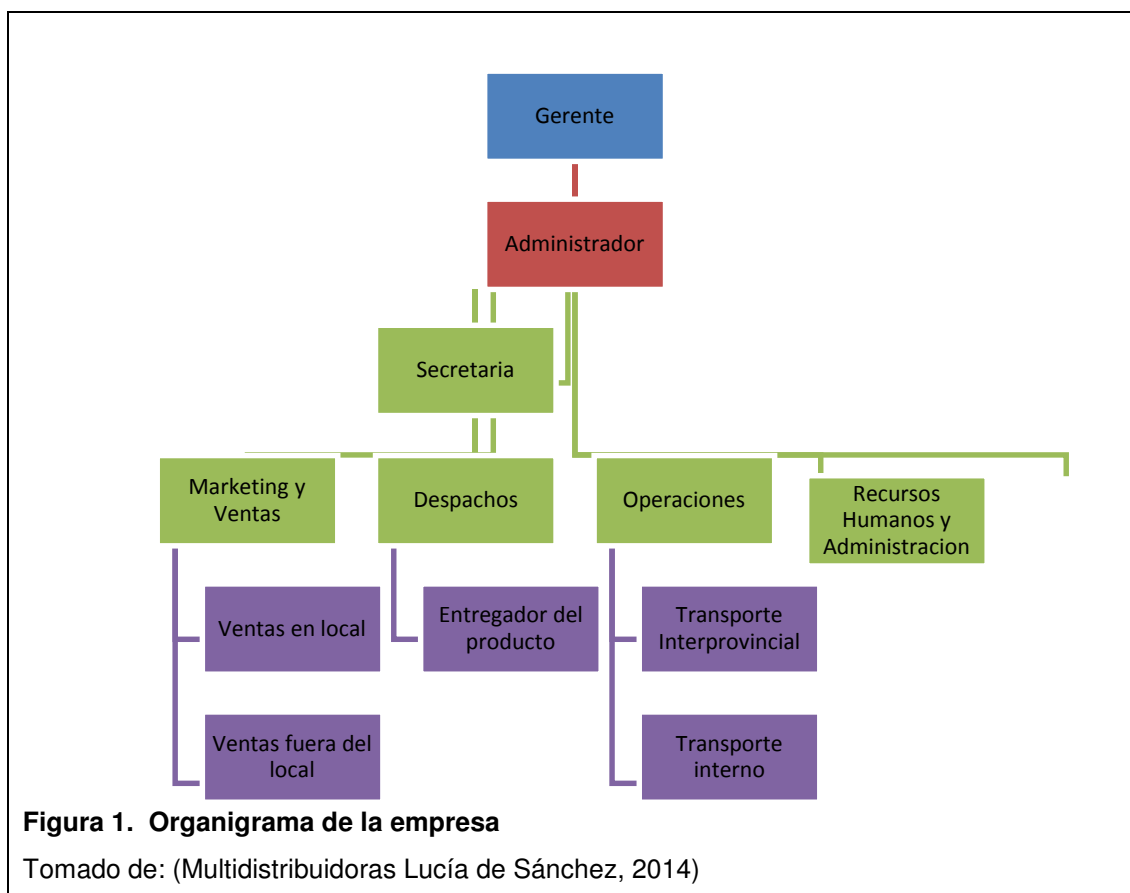 Gerente
Administrador
Secretaria
Marketing y
Ventas
Despachos
Operaciones
Recursos
Humanos y
Administracion
Ventas en local
Entregador del
producto
Transporte
Interprovincial
Ventas fuera del
local
Transporte
interno
Figura 1.  Organigrama de la empresa
Tomado de: (Multidistribuidoras Lucía de Sánchez, 2014)